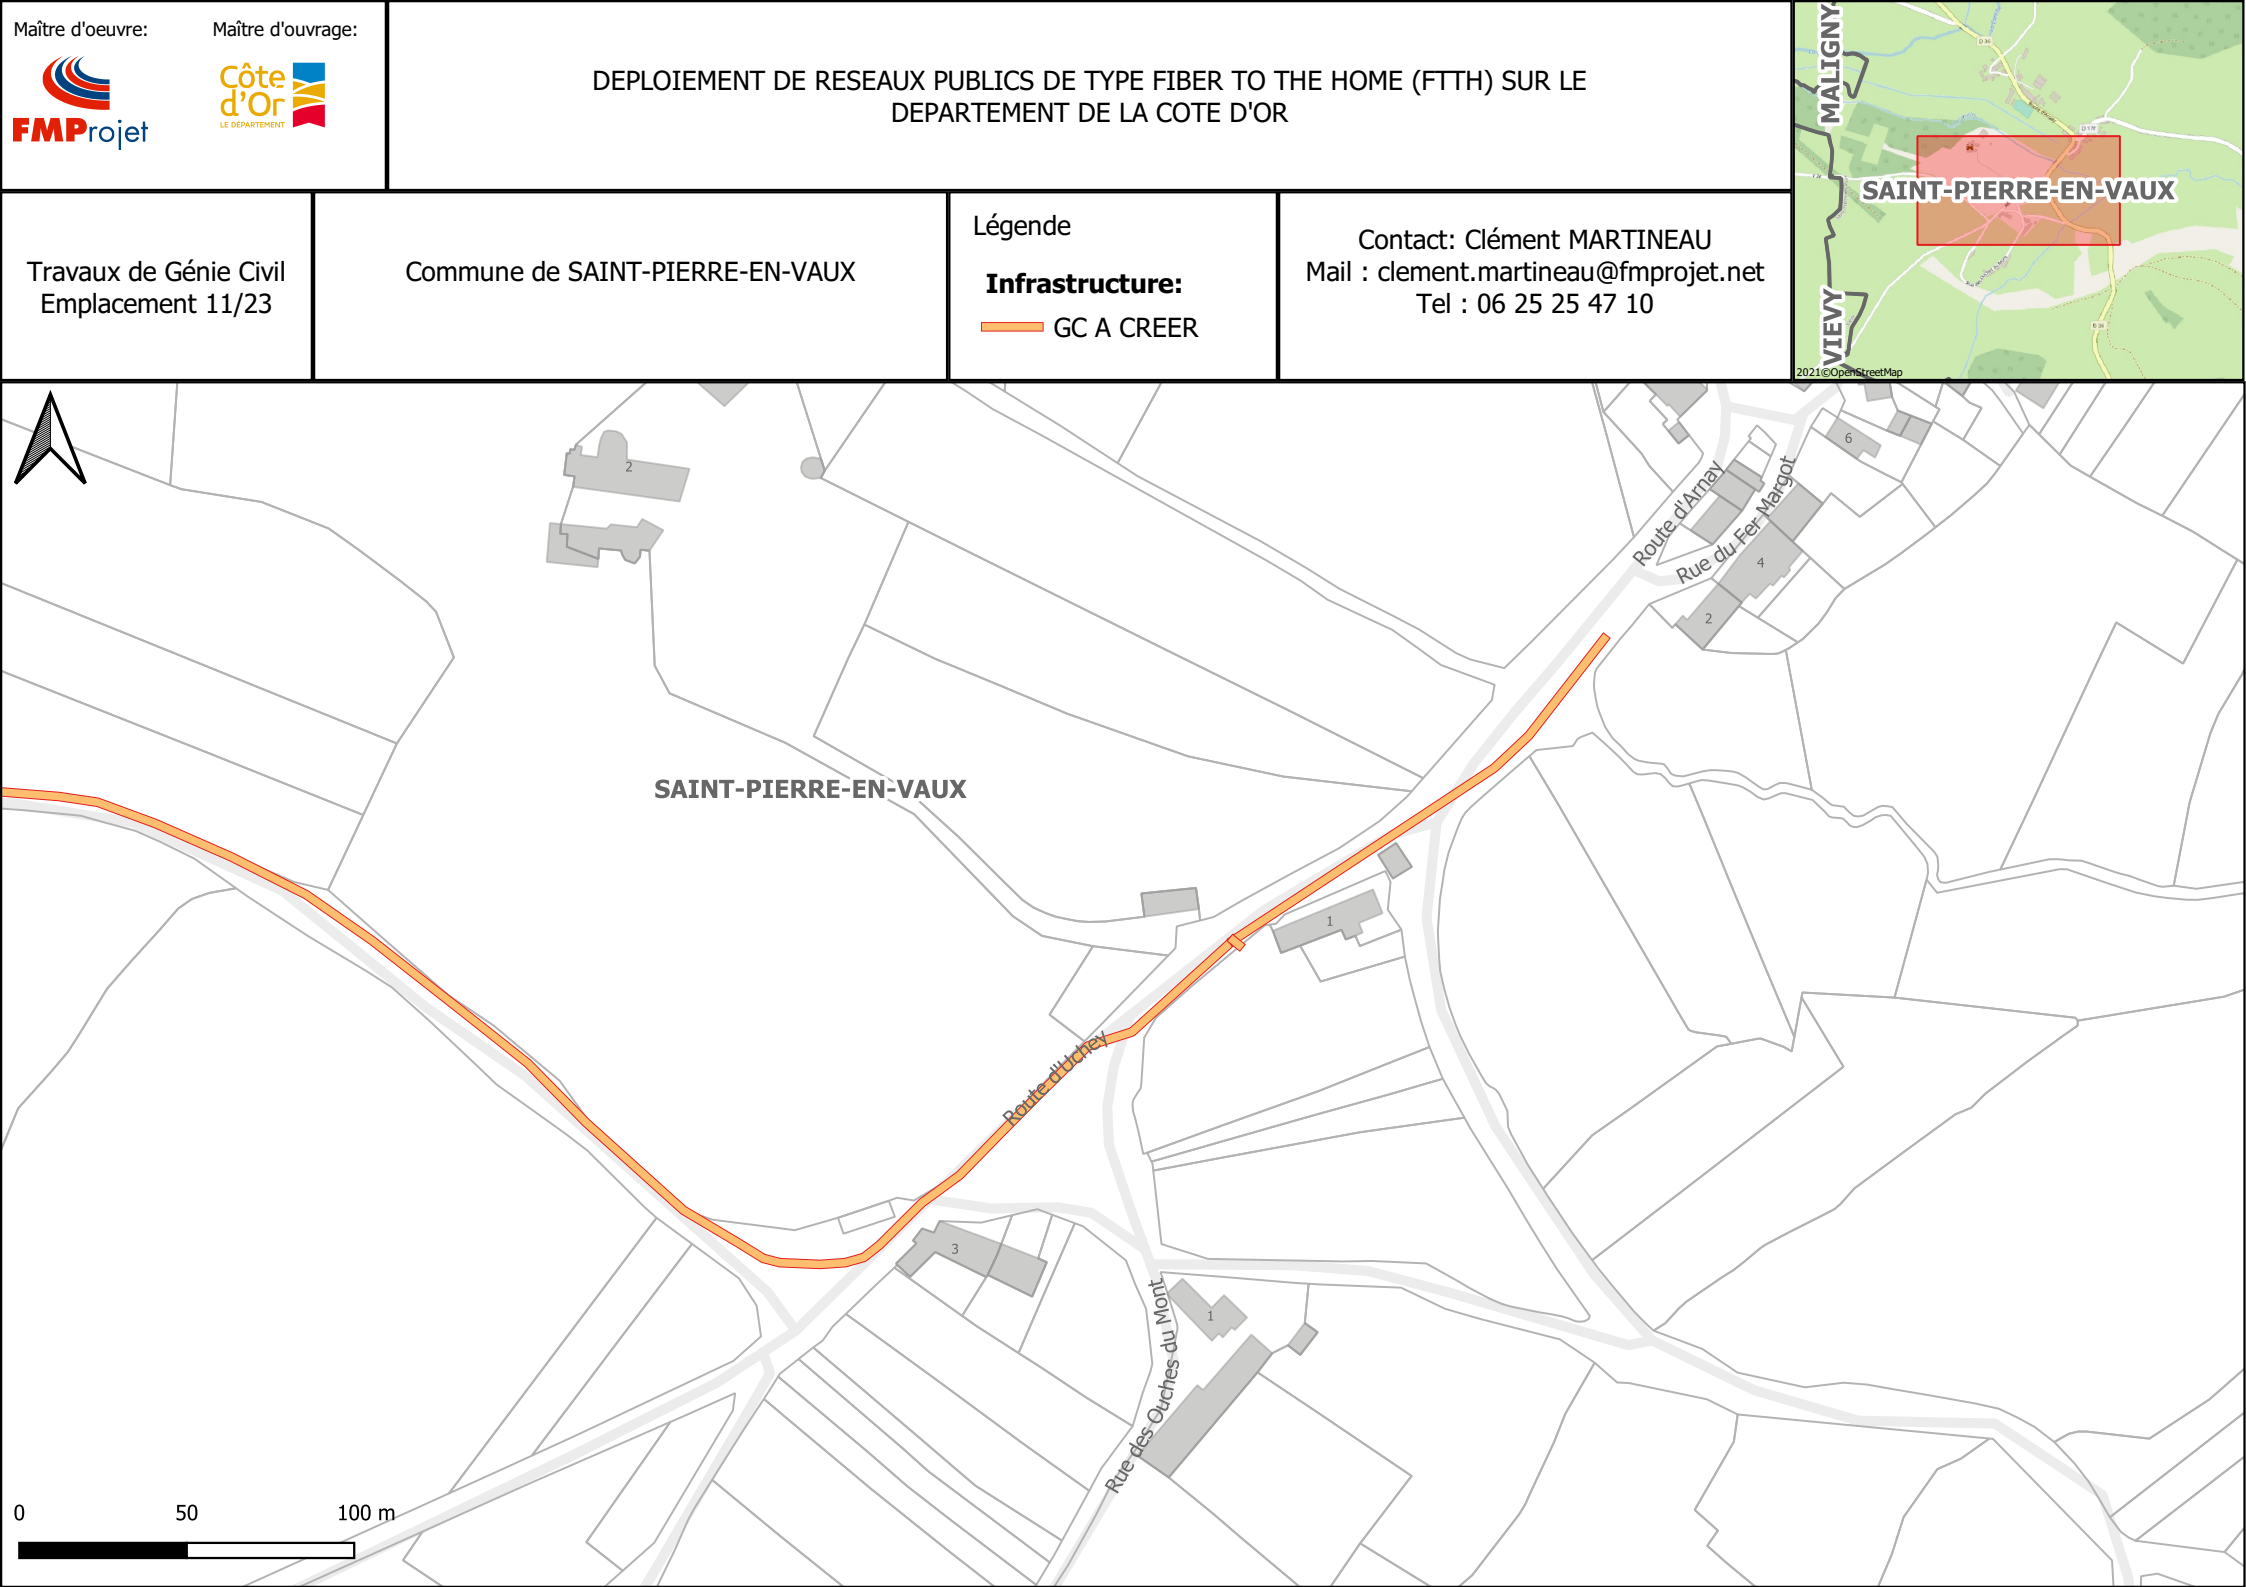 Maître d'oeuvre:
Maître d'ouvrage:
FMProjet
Côte
d'Or
LE DÉPARTEMENT
DEPLOIEMENT DE RESEAUX PUBLICS DE TYPE FIBER TO THE HOME (FTTH) SUR LE
DEPARTEMENT DE LA COTE D'OR
Travaux de Génie Civil
Emplacement 11/23
Commune de SAINT-PIERRE-EN-VAUX
Légende
Infrastructure:
GC A CREER
Contact: Clément MARTINEAU
Mail : clement.martineau@fmprojet.net
Tel : 06 25 25 47 10
MALIGNY
D 36
SAINT-PIERRE-EN-VAUX
VIEVY
D 36
2021©OpenStreetMap
2
6
Route d'Arnay
Rue du Fer Margot
4
2
SAINT-PIERRE-EN-VAUX
1
Route d'Uchey
3
1
Rue des Ouches du Mont
0 50 100 m